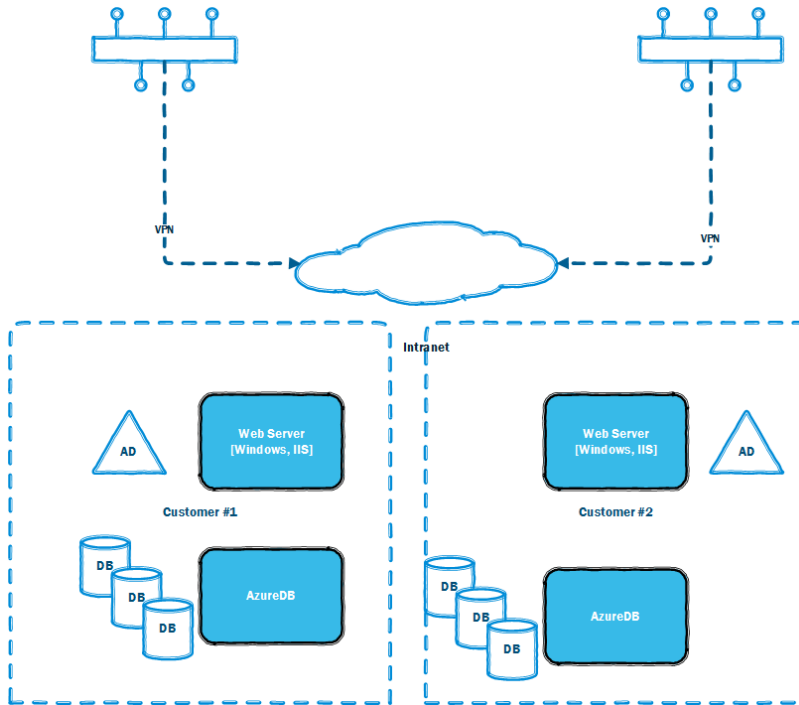 VPN
VPN
Intranet
Web Server
[Windows, IIS]
AD
Customer #1
DB
DB
DB
AzureDB
Web Server
[Windows, IIS]
AD
Customer #2
DB
DB
DB
AzureDB